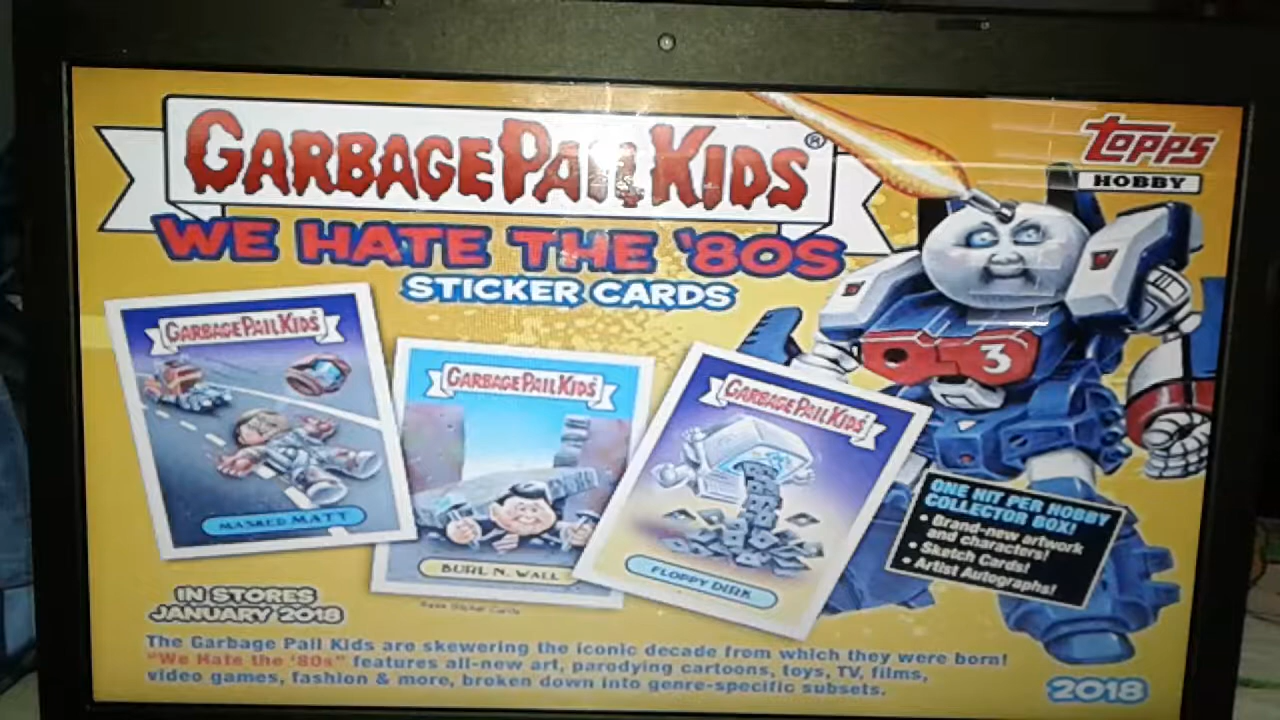 GARBAGE PAIL KIDS®
WE HATE THE '80s
STICKER CARDS
TOPPS
HOBBY
GARBAGE PAIL KIDS
MASKED MATT
GARBAGE PAIL KIDS
BURL N. WALL
GARBAGE PAIL KIDS
FLOPPY DIRK
3
ONE HIT PER HOBBY
COLLECTOR BOX!
• Brand-new artwork
and characters!
• Sketch Cards!
• Artist Autographs!
IN STORES
JANUARY 2018
Base Sticker Cards
The Garbage Pail Kids are skewering the iconic decade from which they were born!
"We Hate the '80s" features all-new art, parodying cartoons, toys, TV, films,
video games, fashion & more, broken down into genre-specific subsets.
2018